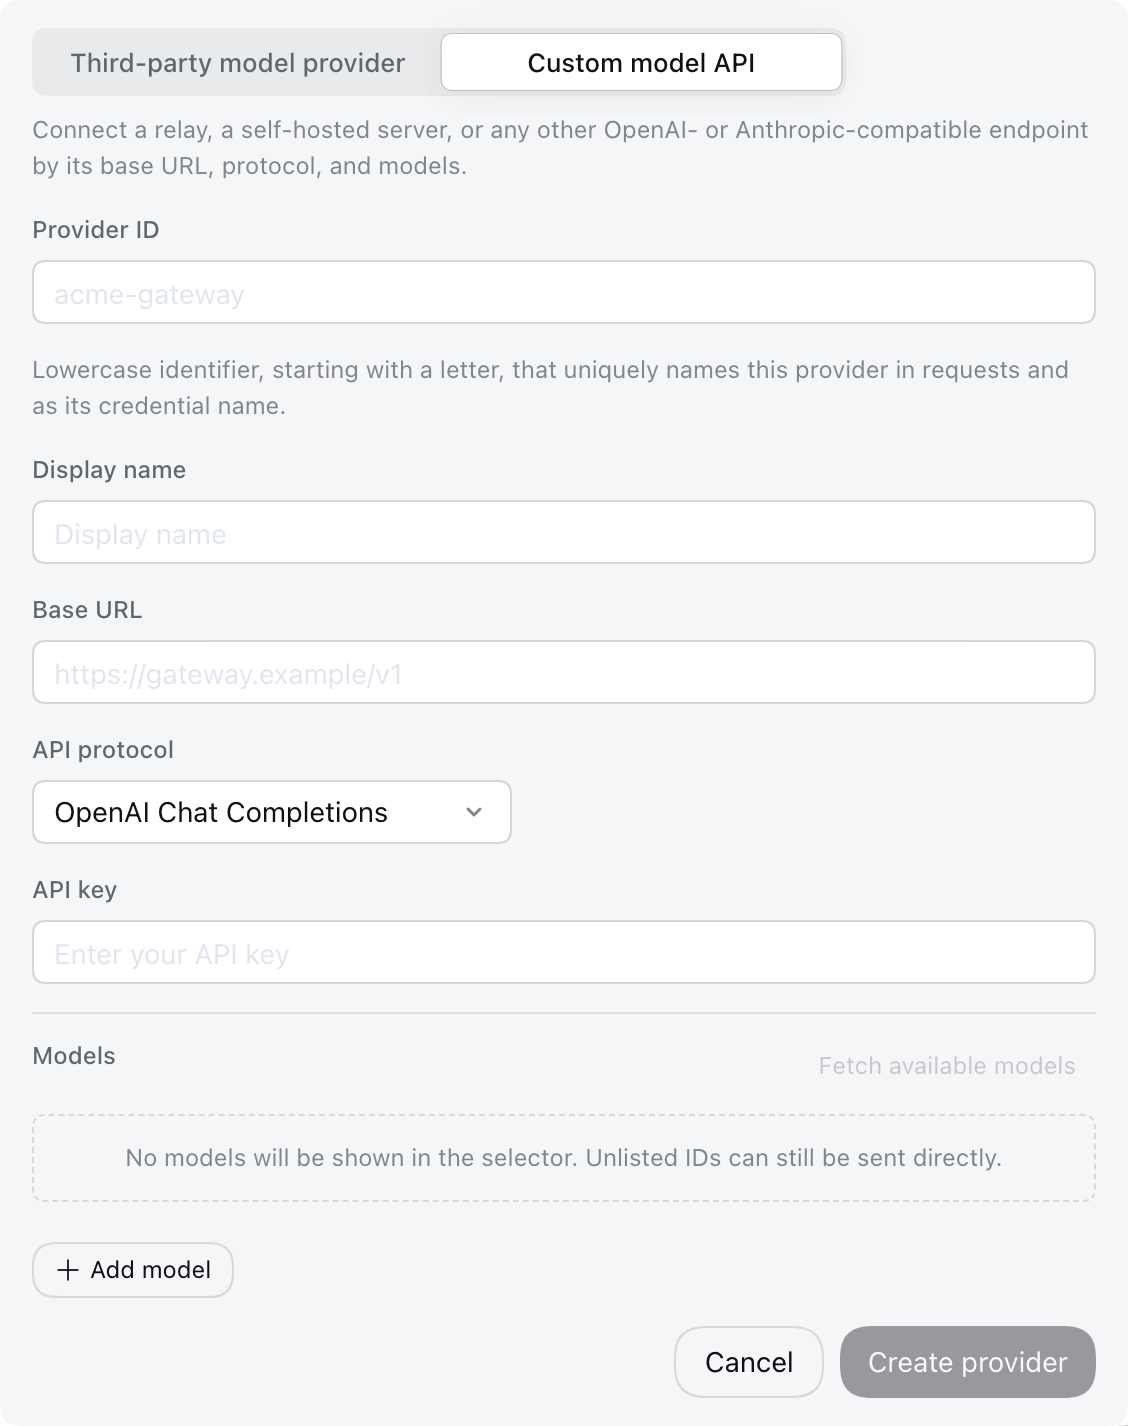 Third-party model provider
Custom model API
Connect a relay, a self-hosted server, or any other OpenAI- or Anthropic-compatible endpoint
by its base URL, protocol, and models.
Provider ID
acme-gateway
Lowercase identifier, starting with a letter, that uniquely names this provider in requests and
as its credential name.
Display name
Display name
Base URL
https://gateway.example/v1
API protocol
OpenAI Chat Completions
API key
Enter your API key
Models
Fetch available models
No models will be shown in the selector. Unlisted IDs can still be sent directly.
Add model
Cancel
Create provider